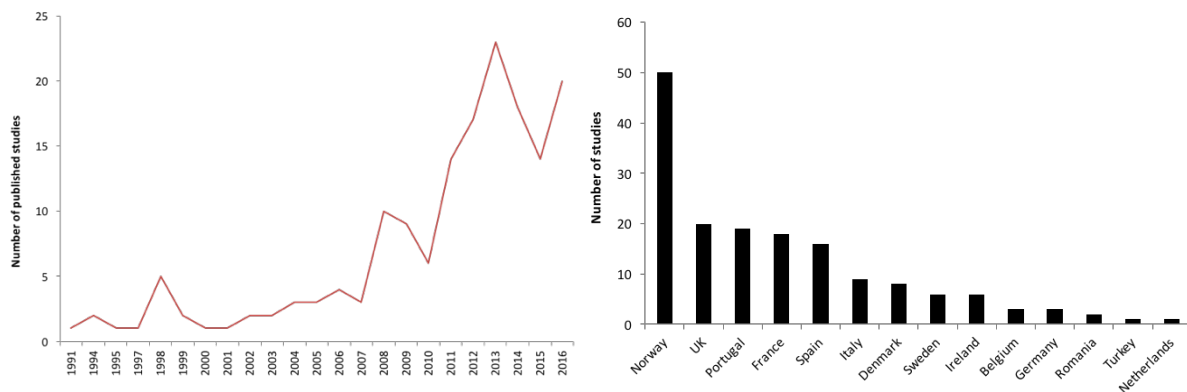 Number of published studies
25
20
15
10
5
0
1991
1994
1995
1997
1998
1999
2000
2001
2002
2003
2004
2005
2006
2007
2008
2009
2010
2011
2012
2013
2014
2015
2016
Number of studies
60
50
40
30
20
10
0
Norway
UK
Portugal
France
Spain
Italy
Denmark
Sweden
Ireland
Belgium
Germany
Romania
Turkey
Netherlands